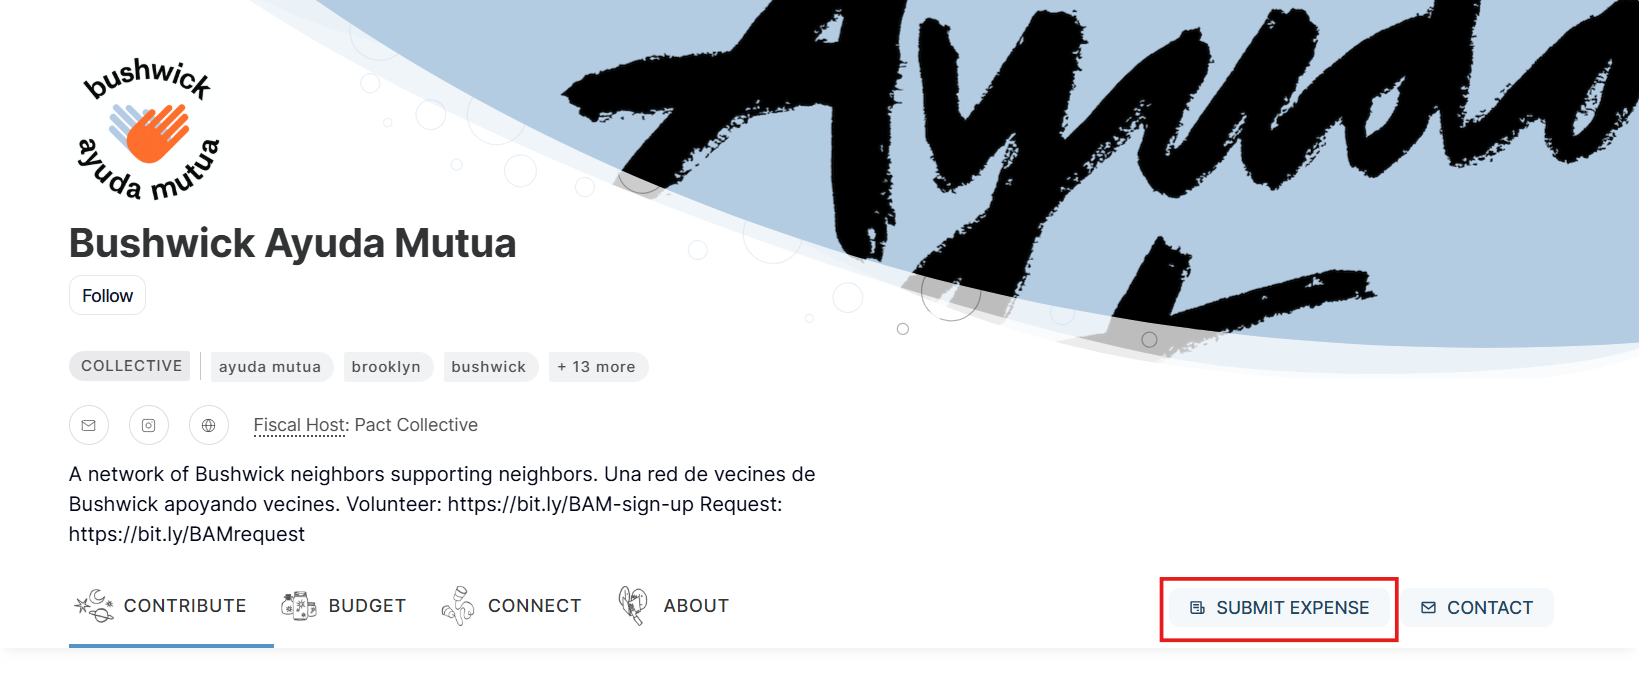 Ayuda
bushwick
ayuda mutua
Bushwick Ayuda Mutua
Follow
COLLECTIVE
ayuda mutua
brooklyn
bushwick
+ 13 more
Fiscal Host: Pact Collective
A network of Bushwick neighbors supporting neighbors. Una red de vecines de
Bushwick apoyando vecines. Volunteer: https://bit.ly/BAM-sign-up Request:
https://bit.ly/BAMrequest
CONTRIBUTE
BUDGET
CONNECT
ABOUT
SUBMIT EXPENSE
CONTACT